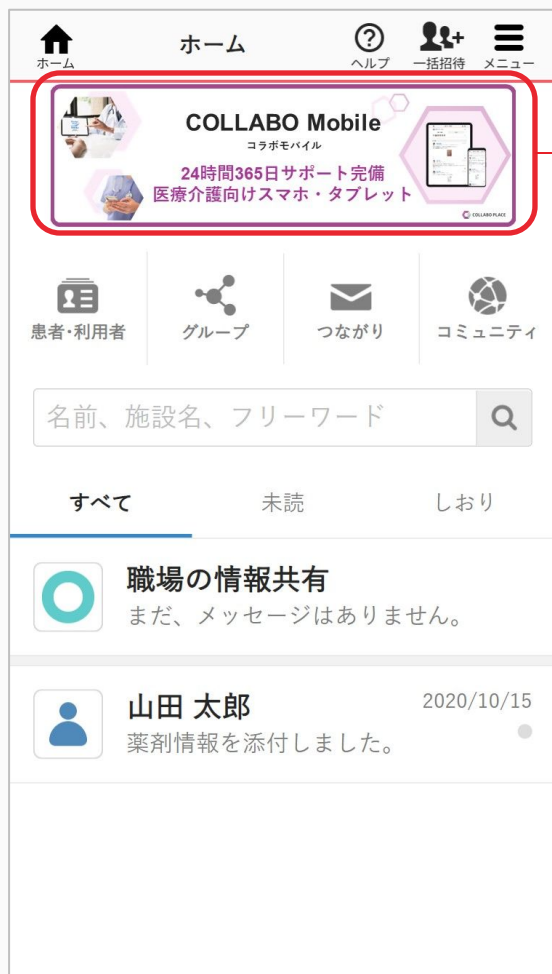 ホーム
ホーム
ヘルプ
一括招待
メニュー
COLLABO Mobile
コラボモバイル
24時間365日サポート完備
医療介護向けスマホ・タブレット
COLLABO PLACE
患者・利用者
グループ
つながり
コミュニティ
名前、施設名、フリーワード
すべて
未読
しおり
職場の情報共有
まだ、メッセージはありません。
山田 太郎
2020/10/15
薬剤情報を添付しました。